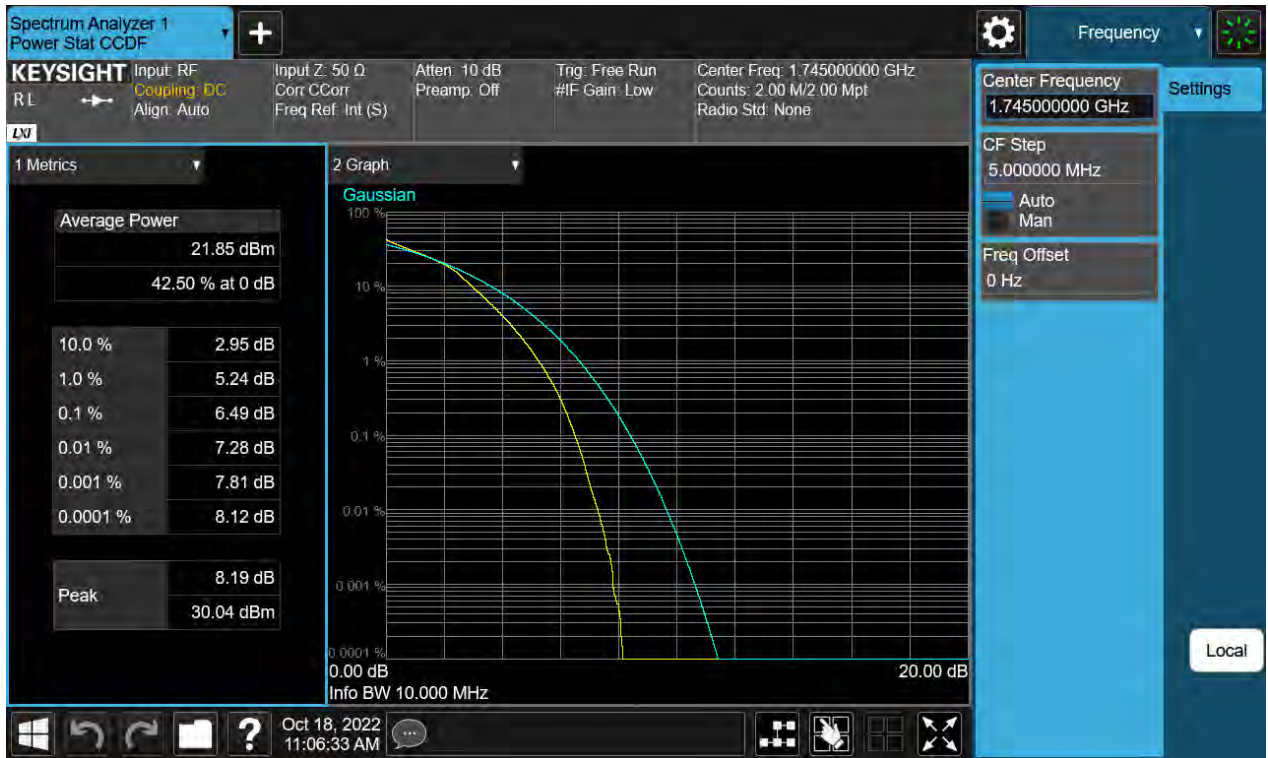 Spectrum Analyzer 1
Power Stat CCDF
+
Frequency
KEYSIGHT
RL
LXI
Input: RF
Coupling: DC
Align: Auto
Input Z: 50 Ω
Corr CCorr
Freq Ref: Int (S)
Atten: 10 dB
Preamp: Off
Trig: Free Run
#IF Gain: Low
Center Freq: 1.745000000 GHz
Counts: 2.00 M/2.00 Mpt
Radio Std: None
Center Frequency
1.745000000 GHz
Settings
CF Step
5.000000 MHz
Auto
Man
Freq Offset
0 Hz
Local
1 Metrics
Average Power
21.85 dBm
42.50 % at 0 dB
10.0 % 2.95 dB
1.0 % 5.24 dB
0.1 % 6.49 dB
0.01 % 7.28 dB
0.001 % 7.81 dB
0.0001 % 8.12 dB
Peak
8.19 dB
30.04 dBm
2 Graph
Gaussian
100 %
10 %
1 %
0.1 %
0.01 %
0.001 %
0.0001 %
0.00 dB
20.00 dB
Info BW 10.000 MHz
?
Oct 18, 2022
11:06:33 AM